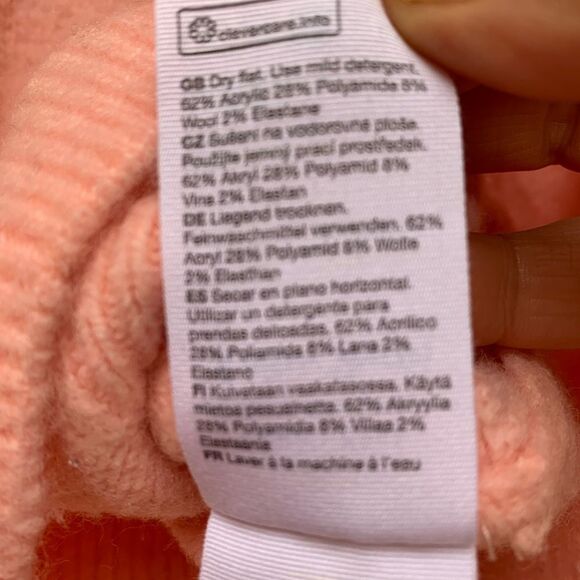 clevercare.info
GB Dry flat. Use mild detergent.
62% Acrylic 28% Polyamide 8%
Wool 2% Elastane
CZ Sušení na vodorovné ploše.
Použijte jemný prací prostředek.
62% Akryl 28% Polyamid 8%
Vlna 2% Elastan
DE Liegend trocknen.
Feinwaschmittel verwenden. 62%
Acryl 28% Polyamid 8% Wolle
2% Elasthan
ES Secar en plano horizontal.
Utilizar un detergente para
prendas delicadas. 62% Acrílico
28% Poliamida 8% Lana 2%
Elastano
FI Kuivataan vaakatasossa. Käytä
mietoa pesuainetta. 62% Akryylia
28% Polyamidia 8% Villaa 2%
Elastaania
FR Laver à la machine à l'eau